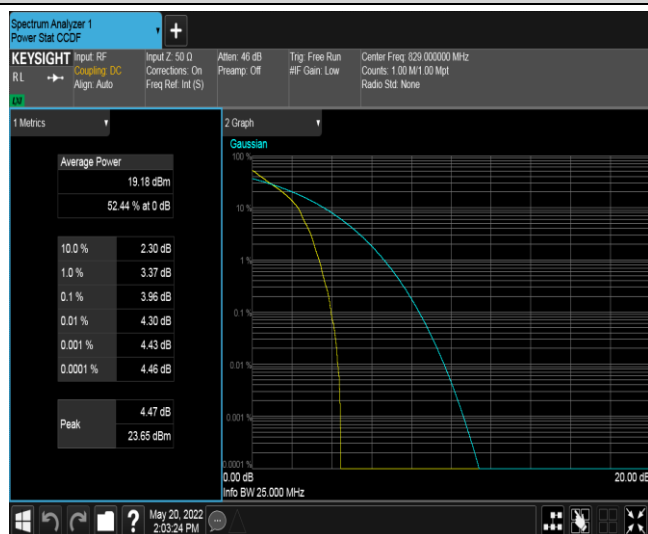 Spectrum Analyzer 1
Power Stat CCDF
+
KEYSIGHT
RL
LXI
Input: RF
Coupling: DC
Align: Auto
Input Z: 50 Ω
Corrections: On
Freq Ref: Int (S)
Atten: 46 dB
Preamp: Off
Trig: Free Run
#IF Gain: Low
Center Freq: 829.000000 MHz
Counts: 1.00 M/1.00 Mpt
Radio Std: None
1 Metrics
Average Power
19.18 dBm
52.44 % at 0 dB
10.0 % 2.30 dB
1.0 % 3.37 dB
0.1 % 3.96 dB
0.01 % 4.30 dB
0.001 % 4.43 dB
0.0001 % 4.46 dB
Peak
4.47 dB
23.65 dBm
2 Graph
Gaussian
100 %
10 %
1 %
0.1 %
0.01 %
0.001 %
0.0001 %
0.00 dB
20.00 dB
Info BW 25.000 MHz
?
May 20, 2022
2:03:24 PM